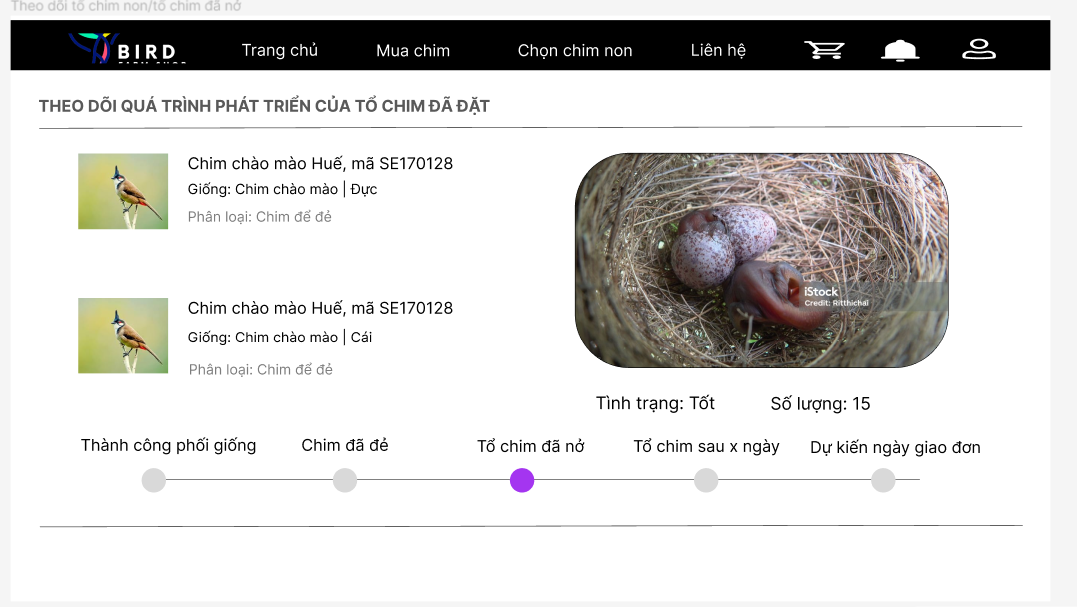 Theo dõi tổ chim non/tổ chim đã nở
BIRD
Trang chủ
Mua chim
Chọn chim non
Liên hệ
THEO DÕI QUÁ TRÌNH PHÁT TRIỂN CỦA TỔ CHIM ĐÃ ĐẶT
Chim chào mào Huế, mã SE170128
Giống: Chim chào mào | Đực
Phân loại: Chim để đẻ
Chim chào mào Huế, mã SE170128
Giống: Chim chào mào | Cái
Phân loại: Chim để đẻ
iStock
Credit: Ritthichai
Tình trạng: Tốt
Số lượng: 15
Thành công phối giống
Chim đã đẻ
Tổ chim đã nở
Tổ chim sau x ngày
Dự kiến ngày giao đơn